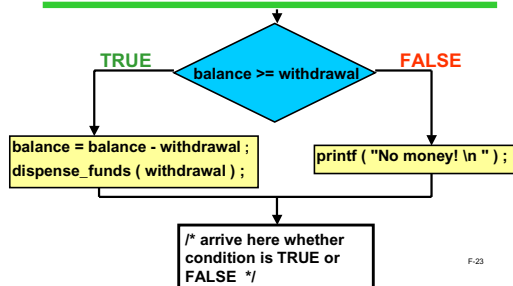 TRUE
FALSE
balance >= withdrawal
balance = balance - withdrawal ;
dispense_funds ( withdrawal ) ;
printf ( "No money! \n " ) ;
/* arrive here whether
condition is TRUE or
FALSE */
F-23